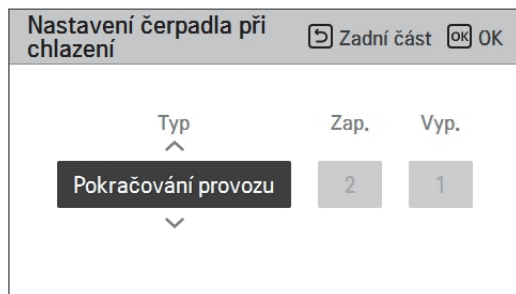 Nastavení čerpadla při
chlazení
Zadní část OK OK
Typ Zap. Vyp.
Pokračování provozu 2 1